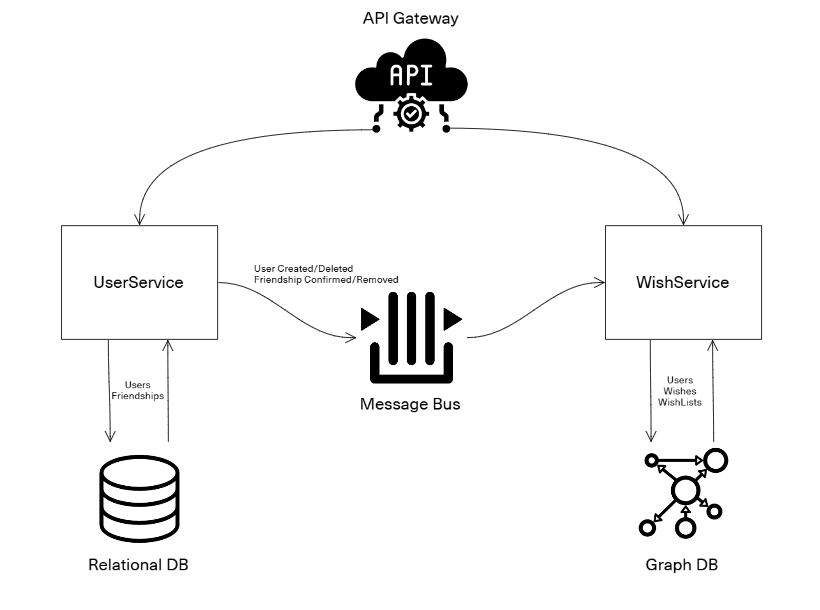 API Gateway
API
UserService
User Created/Deleted
Friendship Confirmed/Removed
WishService
Message Bus
Users
Friendships
Users
Wishes
WishLists
Relational DB
Graph DB